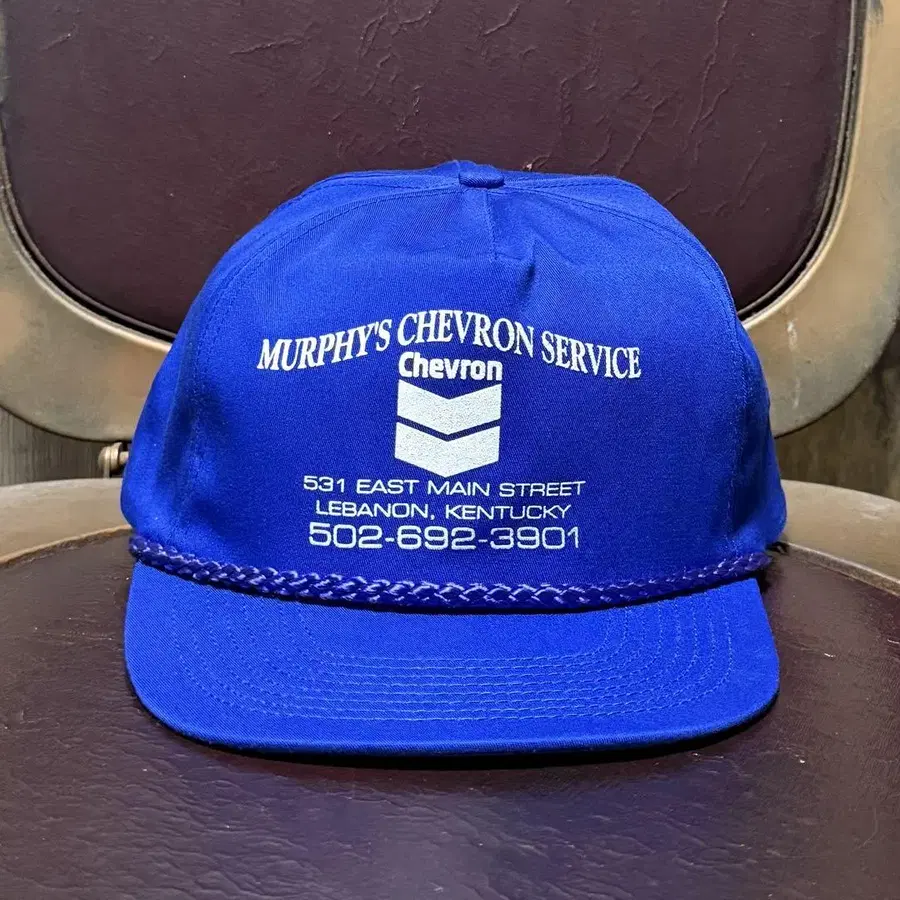 MURPHY'S CHEVRON SERVICE
Chevron
531 EAST MAIN STREET
LEBANON, KENTUCKY
502-692-3901